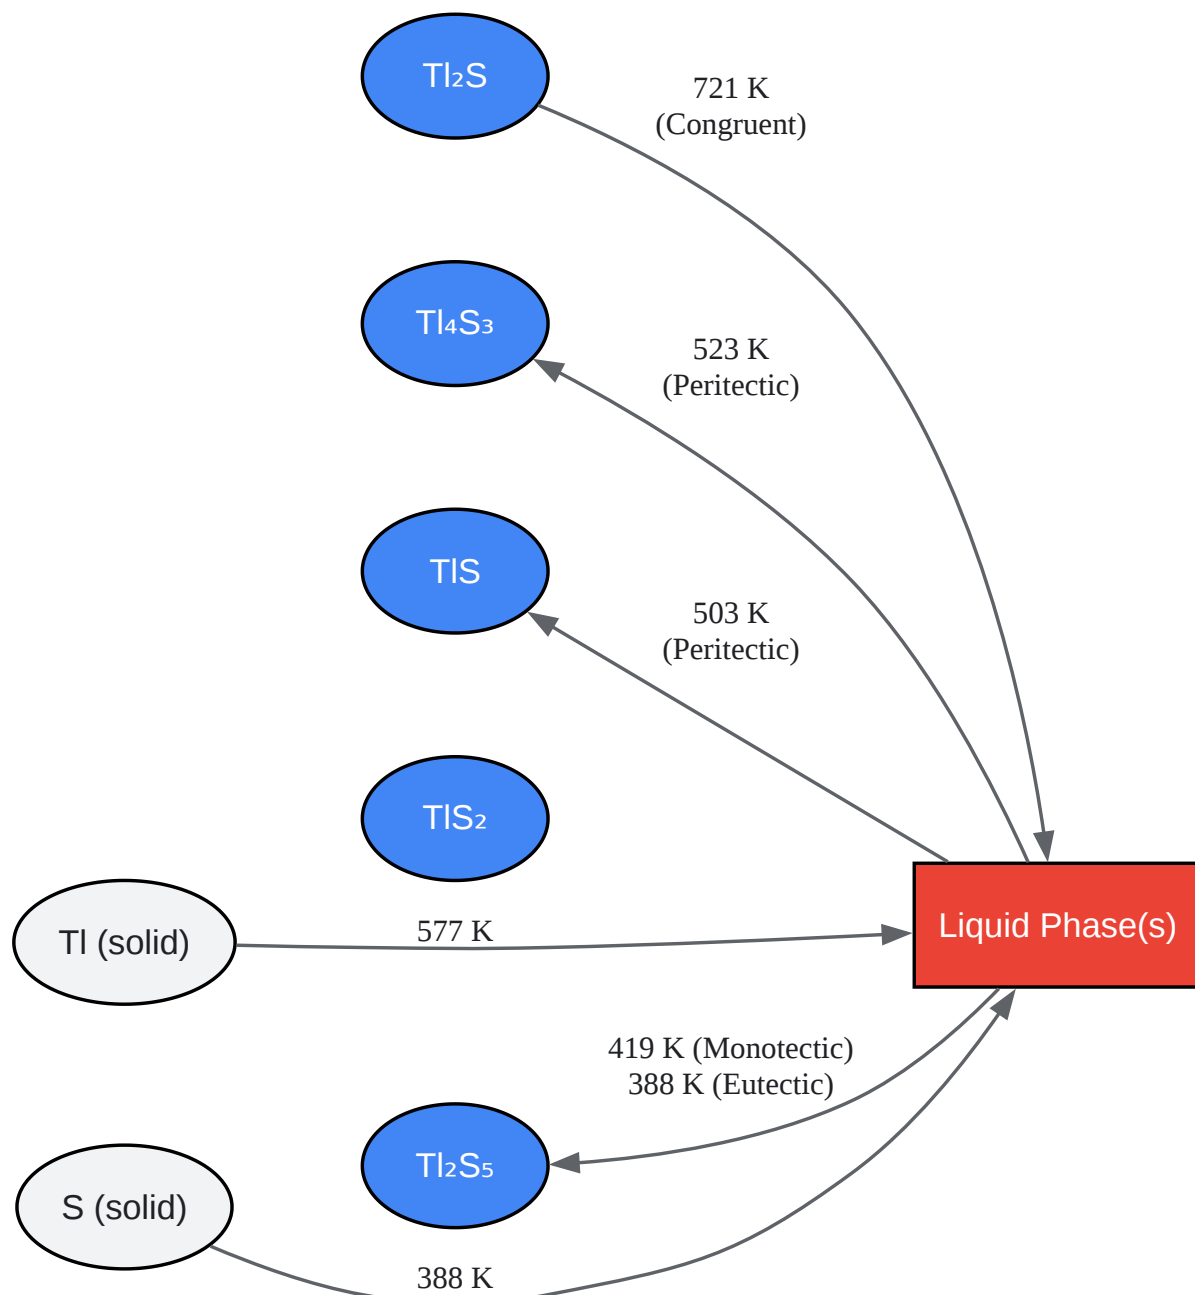 Tl₂S
721 K
(Congruent)
Tl₄S₃
523 K
(Peritectic)
TlS
503 K
(Peritectic)
TlS₂
Tl (solid)
577 K
Liquid Phase(s)
419 K (Monotectic)
388 K (Eutectic)
Tl₂S₅
S (solid)
388 K